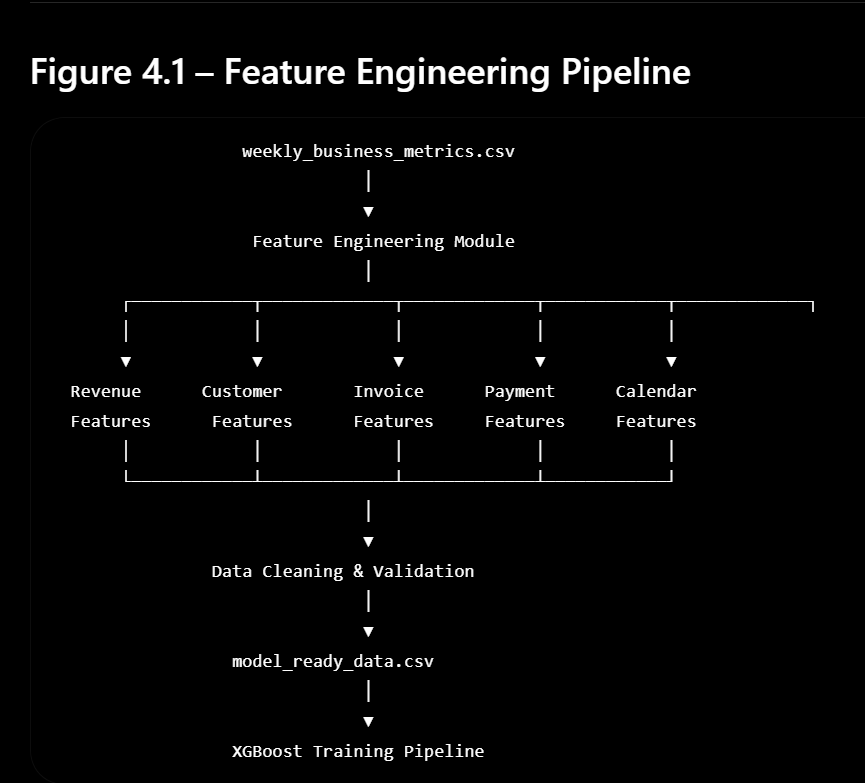 Figure 4.1 – Feature Engineering Pipeline
weekly_business_metrics.csv
Feature Engineering Module
Revenue Customer Invoice Payment Calendar
Features Features Features Features Features
Data Cleaning & Validation
model_ready_data.csv
XGBoost Training Pipeline